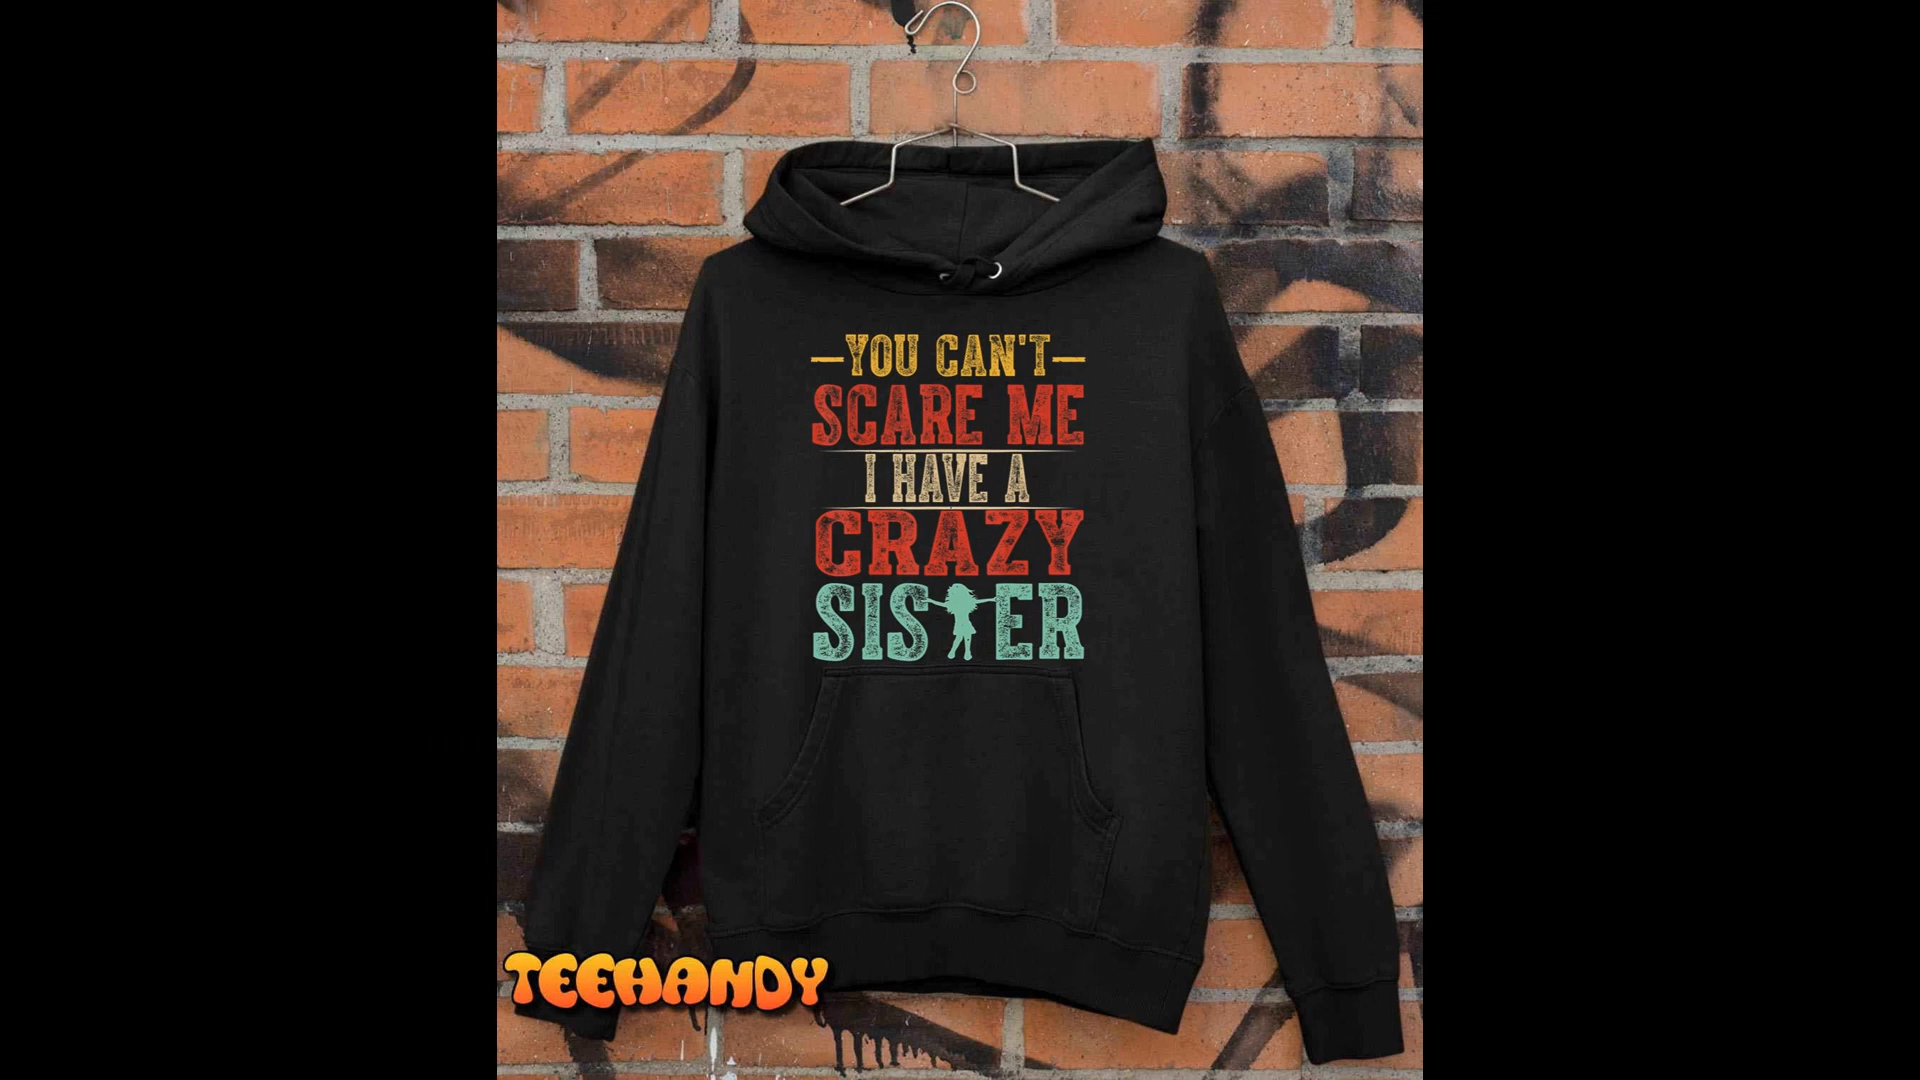 YOU CAN'T
SCARE ME
I HAVE A
CRAZY
SISTER
TEEHANDY